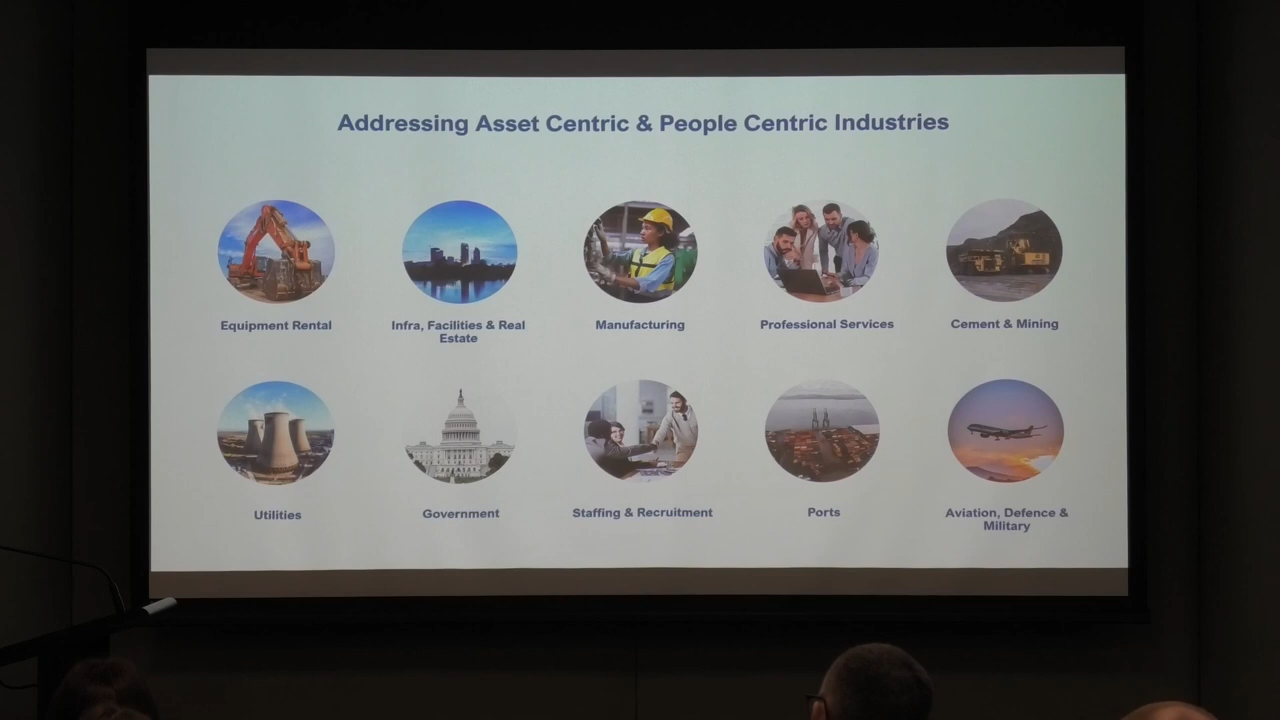 Addressing Asset Centric & People Centric Industries
Equipment Rental
Infra, Facilities & Real
Estate
Manufacturing
Professional Services
Cement & Mining
Utilities
Government
Staffing & Recruitment
Ports
Aviation, Defence &
Military